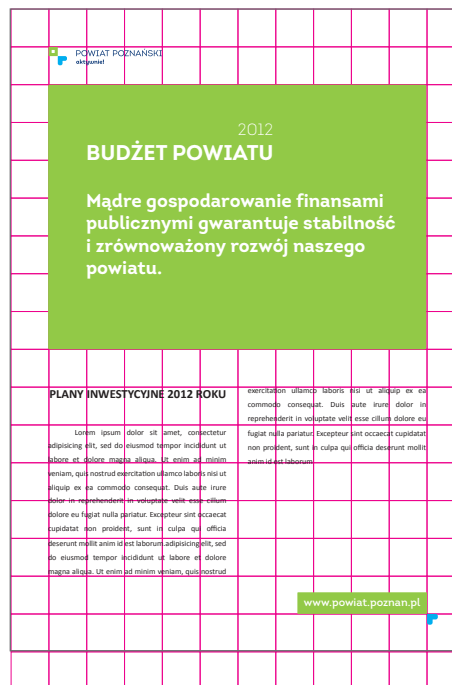 POWIAT POZNAŃSKI
aktywnie!
2012
BUDŻET POWIATU
Mądre gospodarowanie finansami
publicznymi gwarantuje stabilność
i zrównoważony rozwój naszego
powiatu.
PLANY INWESTYCYJNE 2012 ROKU
Lorem ipsum dolor sit amet, consectetur
adipisicing elit, sed do eiusmod tempor incididunt ut
labore et dolore magna aliqua. Ut enim ad minim
veniam, quis nostrud exercitation ullamco laboris nisi ut
aliquip ex ea commodo consequat. Duis aute irure
dolor in reprehenderit in voluptate velit esse cillum
dolore eu fugiat nulla pariatur. Excepteur sint occaecat
cupidatat non proident, sunt in culpa qui officia
deserunt mollit anim id est laborum.adipisicing elit, sed
do eiusmod tempor incididunt ut labore et dolore
magna aliqua. Ut enim ad minim veniam, quis nostrud
exercitation ullamco laboris nisi ut aliquip ex ea
commodo consequat. Duis aute irure dolor in
reprehenderit in voluptate velit esse cillum dolore eu
fugiat nulla pariatur. Excepteur sint occaecat cupidatat
non proident, sunt in culpa qui officia deserunt mollit
anim id est laborum
www.powiat.poznan.pl